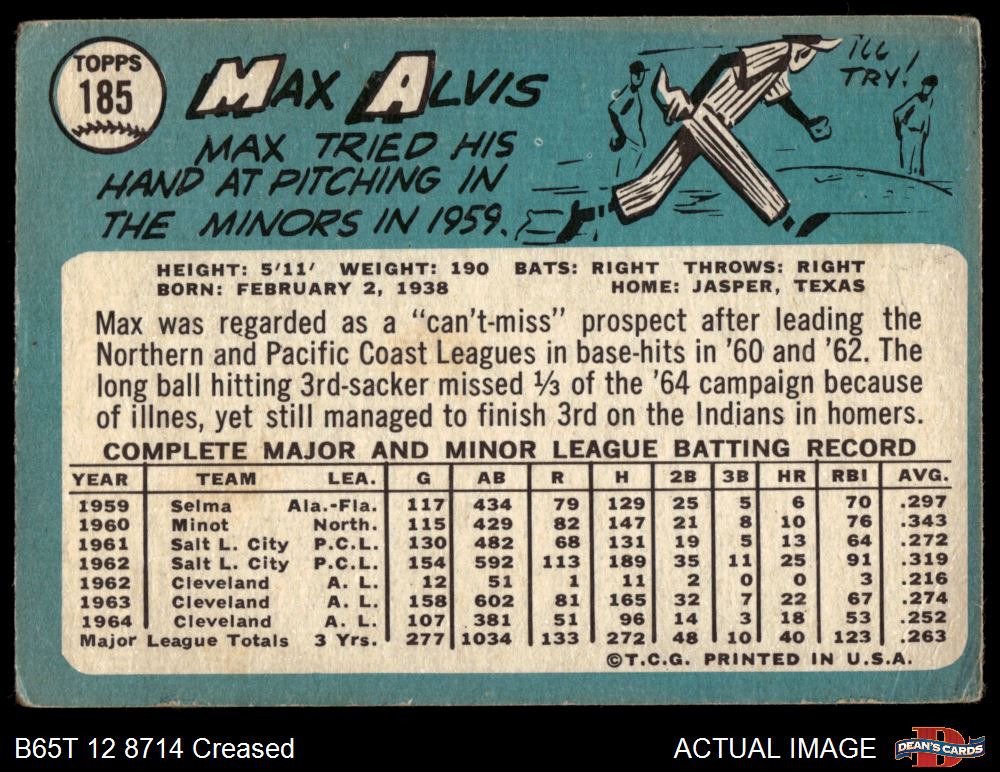 TOPPS
185
MAX ALVIS
I'LL
TRY!
MAX TRIED HIS
HAND AT PITCHING IN
THE MINORS IN 1959.
HEIGHT: 5'11' WEIGHT: 190 BATS: RIGHT THROWS: RIGHT
BORN: FEBRUARY 2, 1938 HOME: JASPER, TEXAS
Max was regarded as a "can't-miss" prospect after leading the
Northern and Pacific Coast Leagues in base-hits in '60 and '62. The
long ball hitting 3rd-sacker missed ⅓ of the '64 campaign because
of illnes, yet still managed to finish 3rd on the Indians in homers.
COMPLETE MAJOR AND MINOR LEAGUE BATTING RECORD
YEAR TEAM LEA. G AB R H 2B 3B HR RBI AVG.
1959 Selma Ala.-Fla. 117 434 79 129 25 5 6 70 .297
1960 Minot North. 115 429 82 147 21 8 10 76 .343
1961 Salt L. City P.C.L. 130 482 68 131 19 5 13 64 .272
1962 Salt L. City P.C.L. 154 592 113 189 35 11 25 91 .319
1962 Cleveland A. L. 12 51 1 11 2 0 0 3 .216
1963 Cleveland A. L. 158 602 81 165 32 7 22 67 .274
1964 Cleveland A. L. 107 381 51 96 14 3 18 53 .252
Major League Totals 3 Yrs. 277 1034 133 272 48 10 40 123 .263
©T.C.G. PRINTED IN U.S.A.
B65T 12 8714 Creased ACTUAL IMAGE DEAN'S CARDS